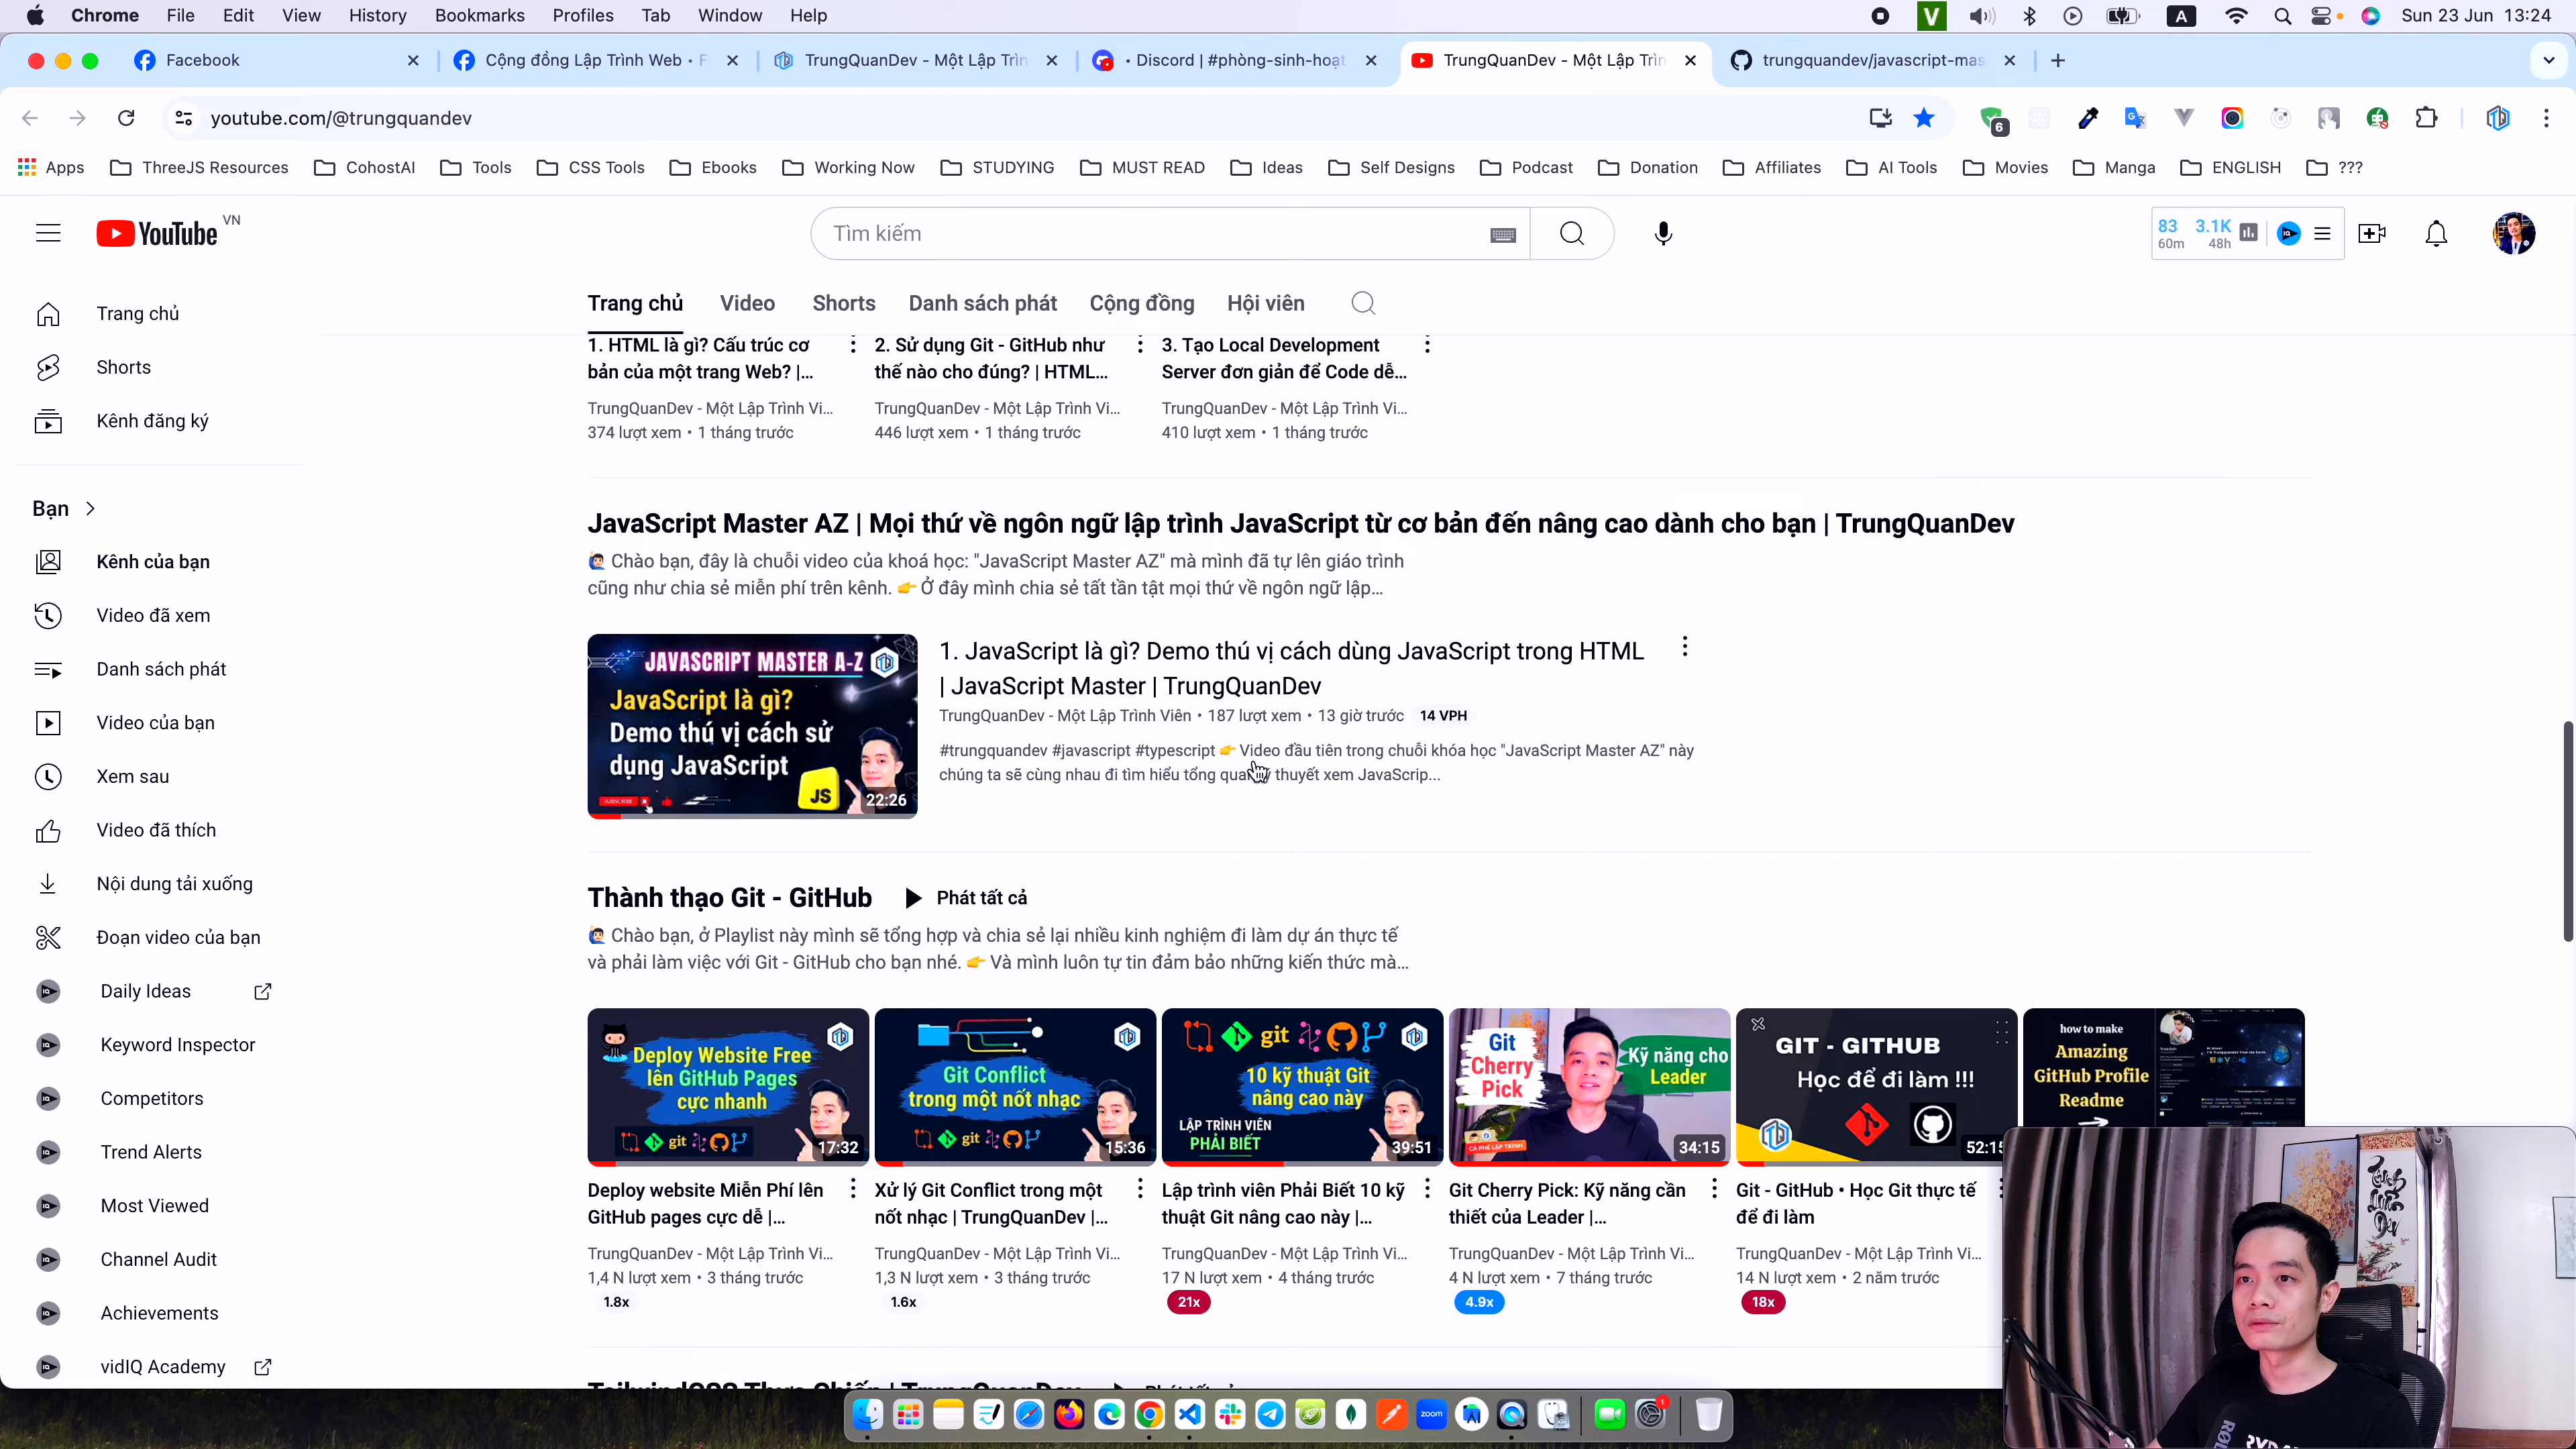 Chrome File Edit View History Bookmarks Profiles Tab Window Help
V A Sun 23 Jun 13:24
Facebook
Cộng đồng Lập Trình Web • F
TrungQuanDev - Một Lập Trìn
• Discord | #phòng-sinh-hoạt
TrungQuanDev - Một Lập Trìn
trungquandev/javascript-mas
youtube.com/@trungquandev
6
Apps ThreeJS Resources CohostAI Tools CSS Tools Ebooks Working Now STUDYING MUST READ Ideas Self Designs Podcast Donation Affiliates AI Tools Movies Manga ENGLISH ???
YouTube VN
Tìm kiếm
83 3.1K
60m 48h
Trang chủ Video Shorts Danh sách phát Cộng đồng Hội viên
Trang chủ
Shorts
Kênh đăng ký
Bạn
Kênh của bạn
Video đã xem
Danh sách phát
Video của bạn
Xem sau
Video đã thích
Nội dung tải xuống
Đoạn video của bạn
Daily Ideas
Keyword Inspector
Competitors
Trend Alerts
Most Viewed
Channel Audit
Achievements
vidIQ Academy
1. HTML là gì? Cấu trúc cơ
bản của một trang Web? |...
TrungQuanDev - Một Lập Trình Vi...
374 lượt xem • 1 tháng trước
2. Sử dụng Git - GitHub như
thế nào cho đúng? | HTML...
TrungQuanDev - Một Lập Trình Vi...
446 lượt xem • 1 tháng trước
3. Tạo Local Development
Server đơn giản để Code dễ...
TrungQuanDev - Một Lập Trình Vi...
410 lượt xem • 1 tháng trước
JavaScript Master AZ | Mọi thứ về ngôn ngữ lập trình JavaScript từ cơ bản đến nâng cao dành cho bạn | TrungQuanDev
🙋🏻‍♂️ Chào bạn, đây là chuỗi video của khoá học: "JavaScript Master AZ" mà mình đã tự lên giáo trình
cũng như chia sẻ miễn phí trên kênh. 👉 Ở đây mình chia sẻ tất tần tật mọi thứ về ngôn ngữ lập...
JAVASCRIPT MASTER A-Z
JavaScript là gì?
Demo thú vị cách sử
dụng JavaScript
JS
SUBSCRIBE
22:26
1. JavaScript là gì? Demo thú vị cách dùng JavaScript trong HTML
| JavaScript Master | TrungQuanDev
TrungQuanDev - Một Lập Trình Viên • 187 lượt xem • 13 giờ trước 14 VPH
#trungquandev #javascript #typescript 👉 Video đầu tiên trong chuỗi khóa học "JavaScript Master AZ" này
chúng ta sẽ cùng nhau đi tìm hiểu tổng qua thuyết xem JavaScrip...
Thành thạo Git - GitHub Phát tất cả
🙋🏻‍♂️ Chào bạn, ở Playlist này mình sẽ tổng hợp và chia sẻ lại nhiều kinh nghiệm đi làm dự án thực tế
và phải làm việc với Git - GitHub cho bạn nhé. 👉 Và mình luôn tự tin đảm bảo những kiến thức mà...
Deploy Website Free
lên GitHub Pages
cực nhanh
git
17:32
Deploy website Miễn Phí lên
GitHub pages cực dễ |...
TrungQuanDev - Một Lập Trình Vi...
1,4 N lượt xem • 3 tháng trước
1.8x
Git Conflict
trong một nốt nhạc
git
15:36
Xử lý Git Conflict trong một
nốt nhạc | TrungQuanDev |...
TrungQuanDev - Một Lập Trình Vi...
1,3 N lượt xem • 3 tháng trước
1.6x
git
10 kỹ thuật Git
nâng cao này
LẬP TRÌNH VIÊN
PHẢI BIẾT
39:51
Lập trình viên Phải Biết 10 kỹ
thuật Git nâng cao này |...
TrungQuanDev - Một Lập Trình Vi...
17 N lượt xem • 4 tháng trước
21x
Git
Cherry
Pick
Kỹ năng cho
Leader
CÀ PHÊ LẬP TRÌNH
34:15
Git Cherry Pick: Kỹ năng cần
thiết của Leader |...
TrungQuanDev - Một Lập Trình Vi...
4 N lượt xem • 7 tháng trước
4.9x
GIT - GITHUB
Học để đi làm !!!
52:15
Git - GitHub • Học Git thực tế
để đi làm
TrungQuanDev - Một Lập Trình Vi...
14 N lượt xem • 2 năm trước
18x
how to make
Amazing
GitHub Profile
Readme
zoom
1